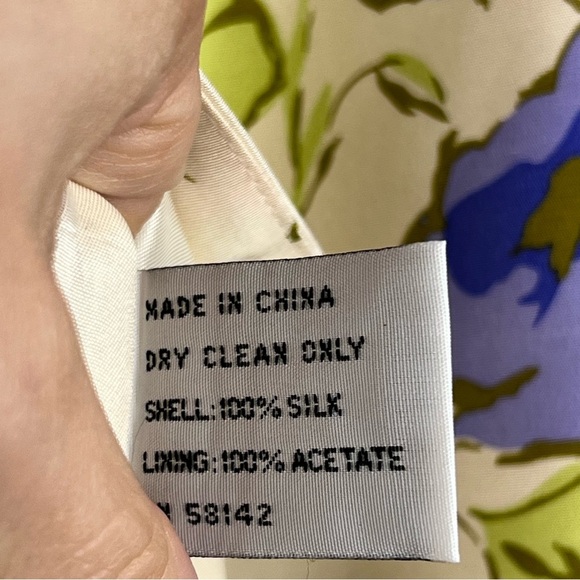 MADE IN CHINA
DRY CLEAN ONLY
SHELL:100% SILK
LINING:100% ACETATE
58142